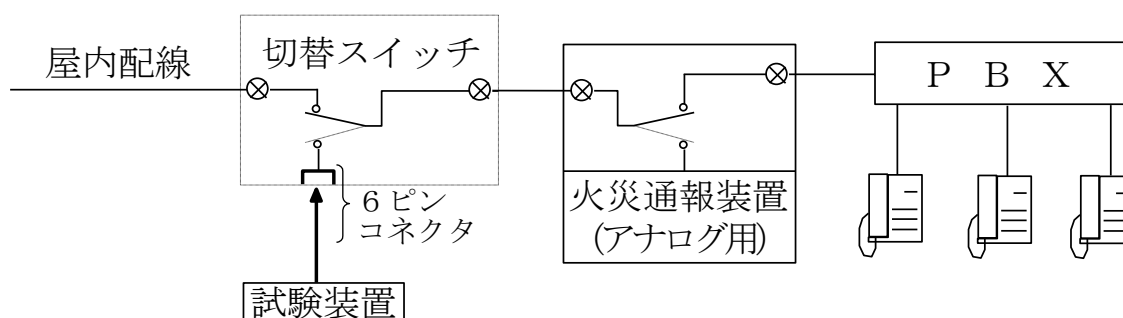 屋内配線
切替スイッチ
6ピン
コネクタ
試験装置
火災通報装置
(アナログ用)
P B X